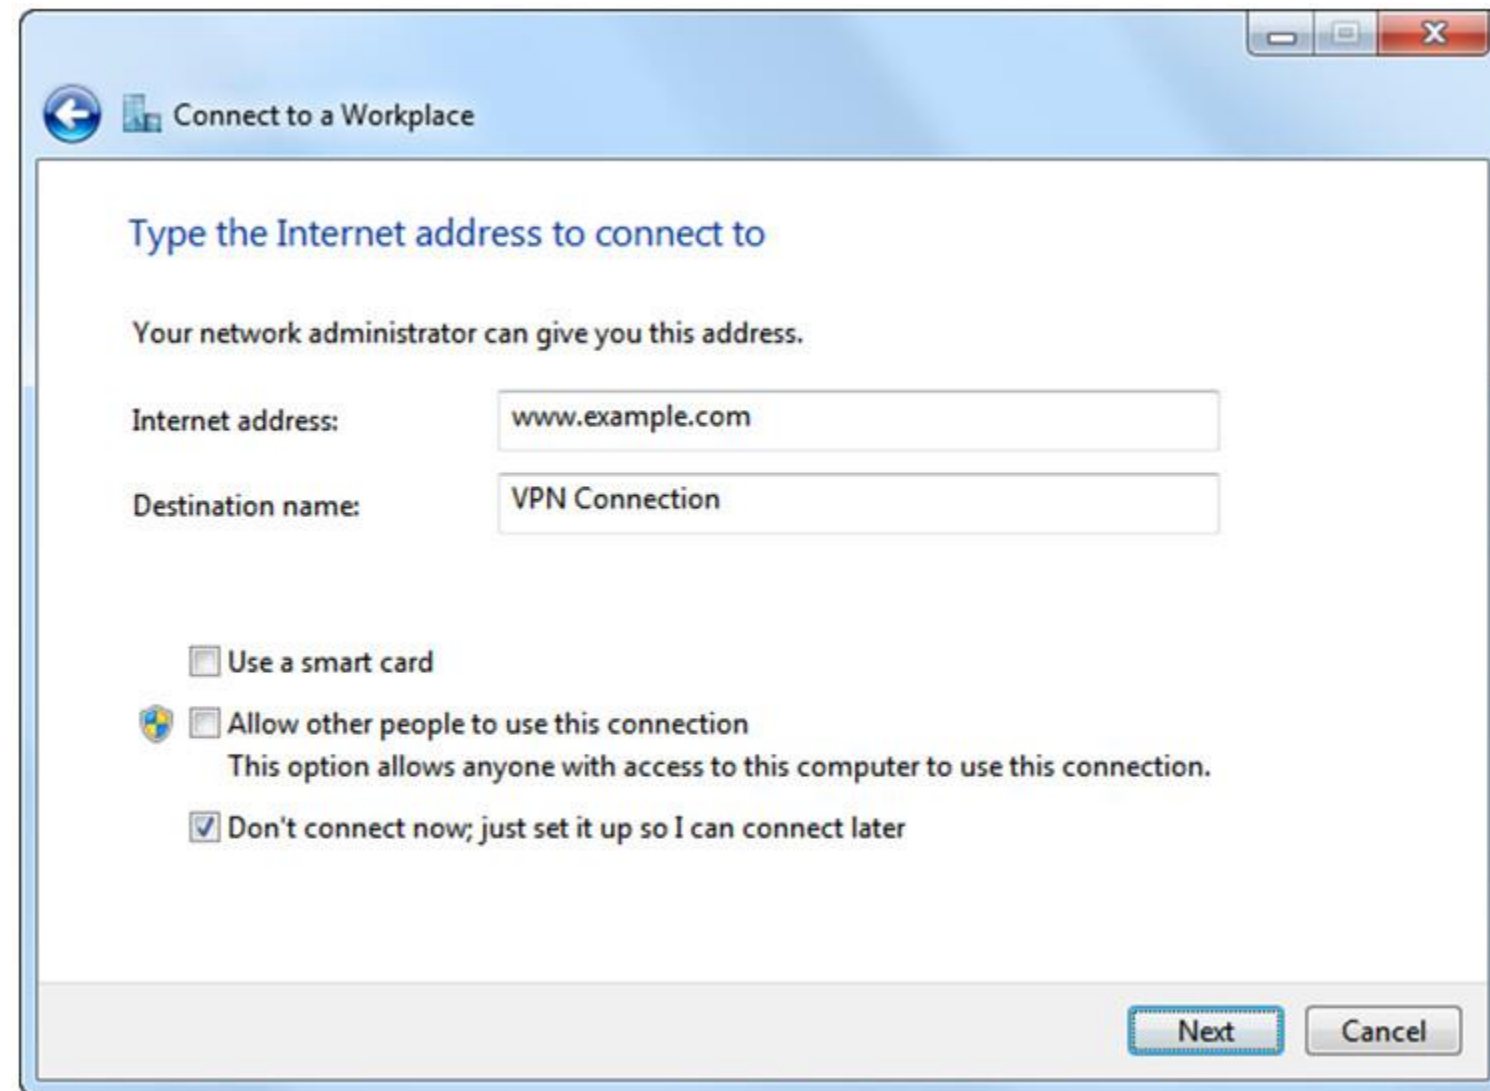 Connect to a Workplace
Type the Internet address to connect to
Your network administrator can give you this address.
Internet address: www.example.com
Destination name: VPN Connection
Use a smart card
Allow other people to use this connection
This option allows anyone with access to this computer to use this connection.
Don't connect now; just set it up so I can connect later
Next Cancel